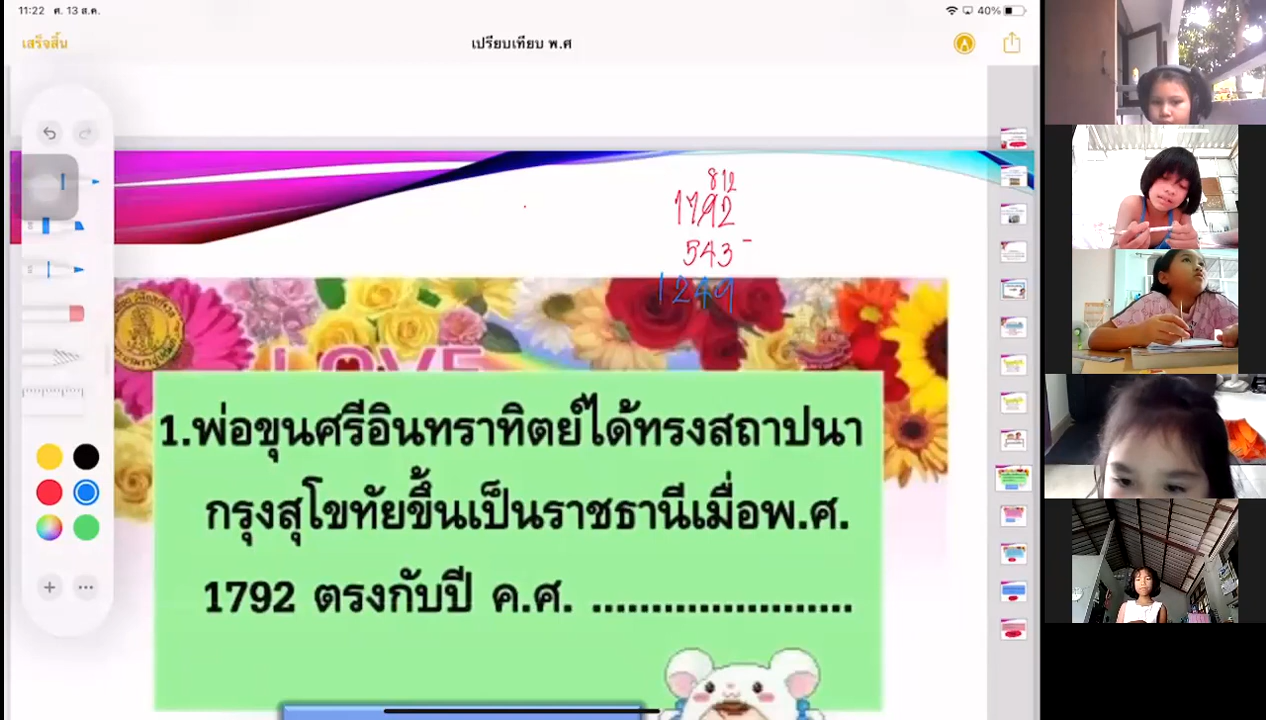 11:22 ศ. 13 ส.ค.
40%
เสร็จสิ้น
เปรียบเทียบ พ.ศ
8 12
1792
543 -
1249
LOVE
1.พ่อขุนศรีอินทราทิตย์ได้ทรงสถาปนา
กรุงสุโขทัยขึ้นเป็นราชธานีเมื่อพ.ศ.
1792 ตรงกับปี ค.ศ. ......................